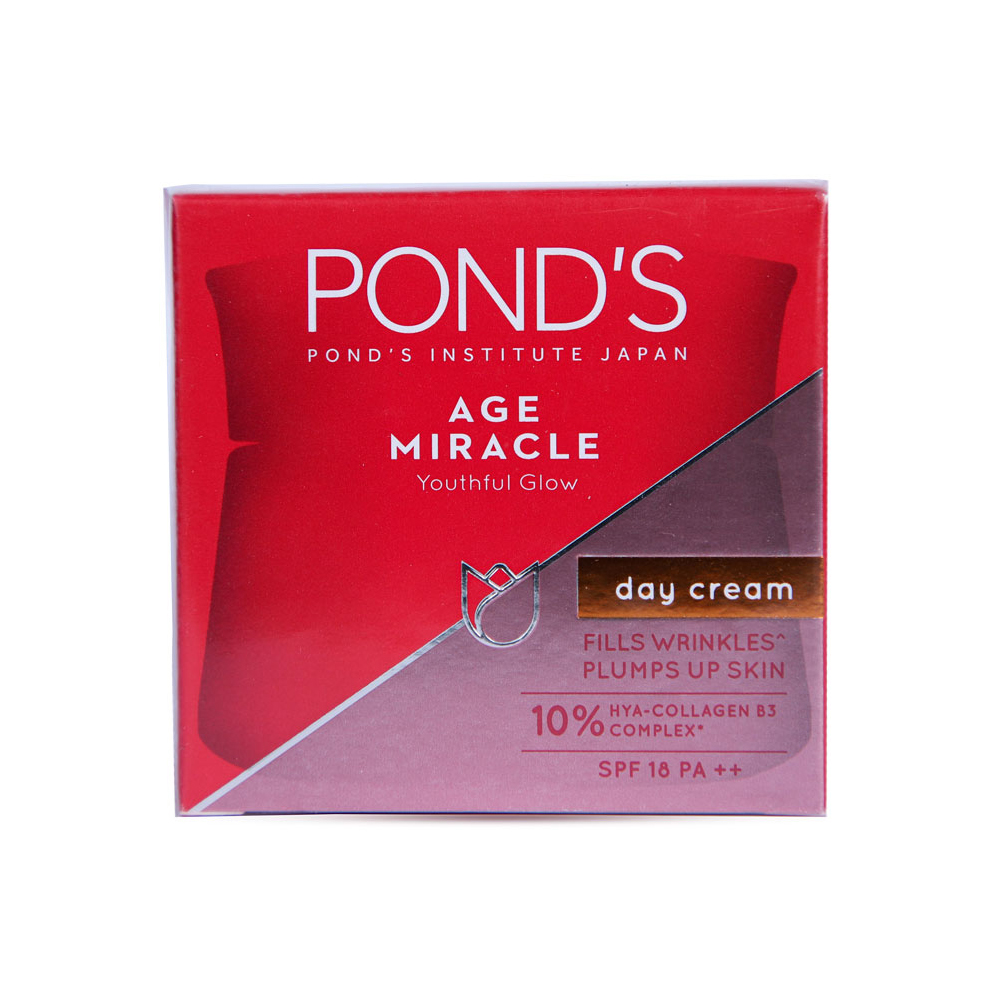 POND'S
POND'S INSTITUTE JAPAN
AGE
MIRACLE
Youthful Glow
day cream
FILLS WRINKLES^
PLUMPS UP SKIN
10% HYA-COLLAGEN B3
COMPLEX*
SPF 18 PA ++